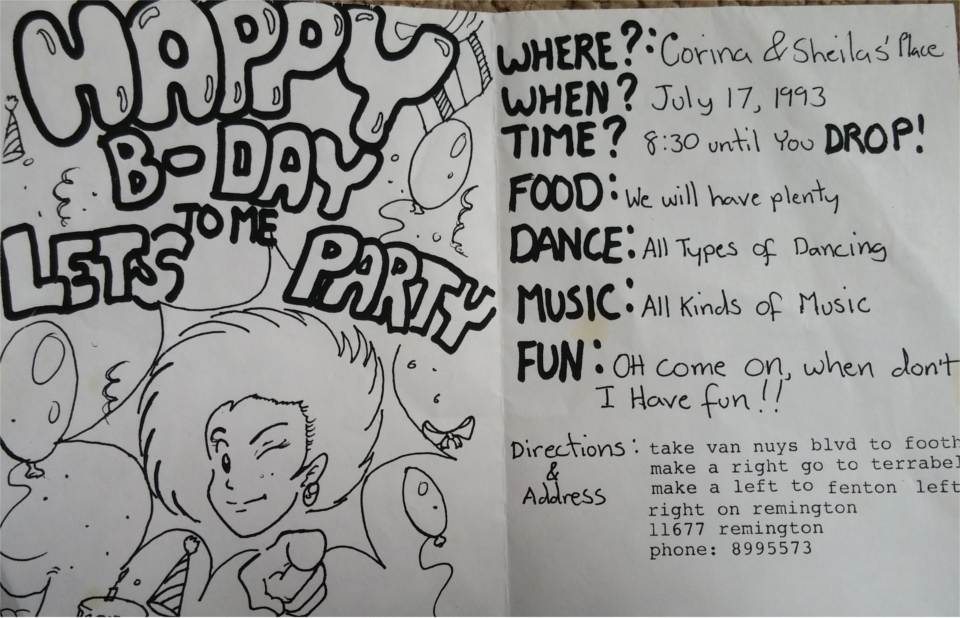 HAPPY
B-DAY
TO ME
LETS PARTY
WHERE?: Corina & Sheilas' Place
WHEN? July 17, 1993
TIME? 8:30 until You DROP!
FOOD: We will have plenty
DANCE: All Types of Dancing
MUSIC: All Kinds of Music
FUN: OH come on, when don't
I Have fun!!
Directions: take van nuys blvd to footh
& make a right go to terrabel
Address make a left to fenton left
right on remington
11677 remington
phone: 8995573